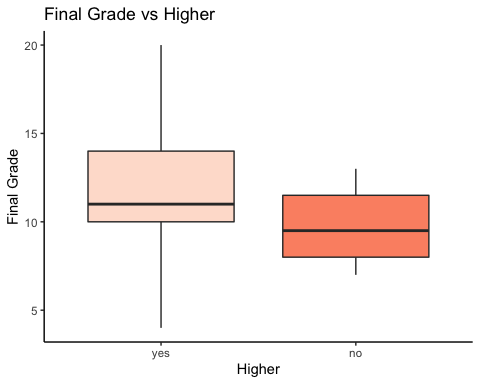 Final Grade vs Higher
20
15
10
5
Final Grade
yes
no
Higher